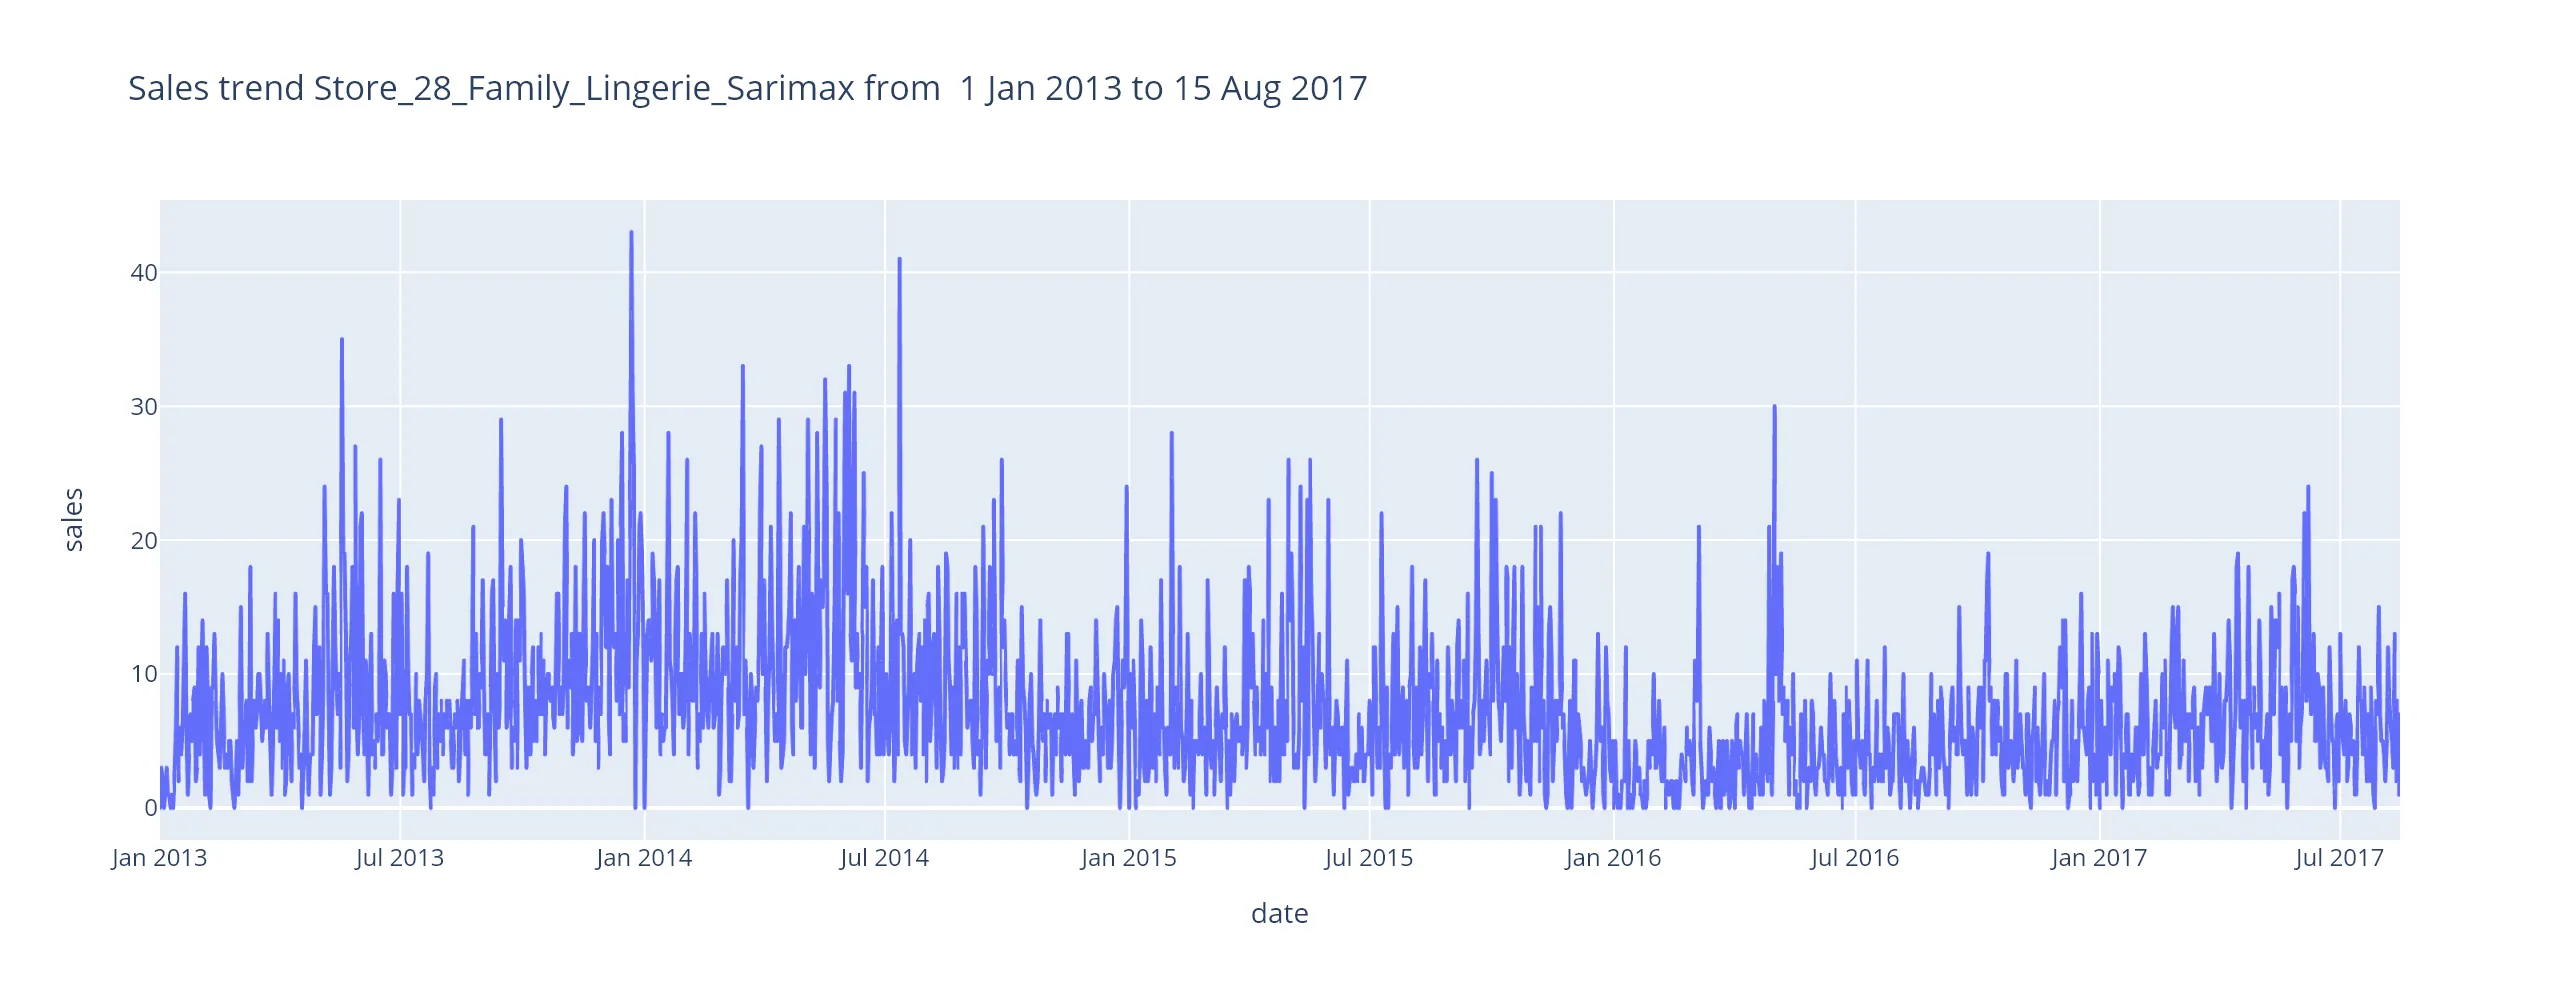 Sales trend Store_28_Family_Lingerie_Sarimax from  1 Jan 2013 to 15 Aug 2017
sales
40
30
20
10
0
Jan 2013 Jul 2013 Jan 2014 Jul 2014 Jan 2015 Jul 2015 Jan 2016 Jul 2016 Jan 2017 Jul 2017
date